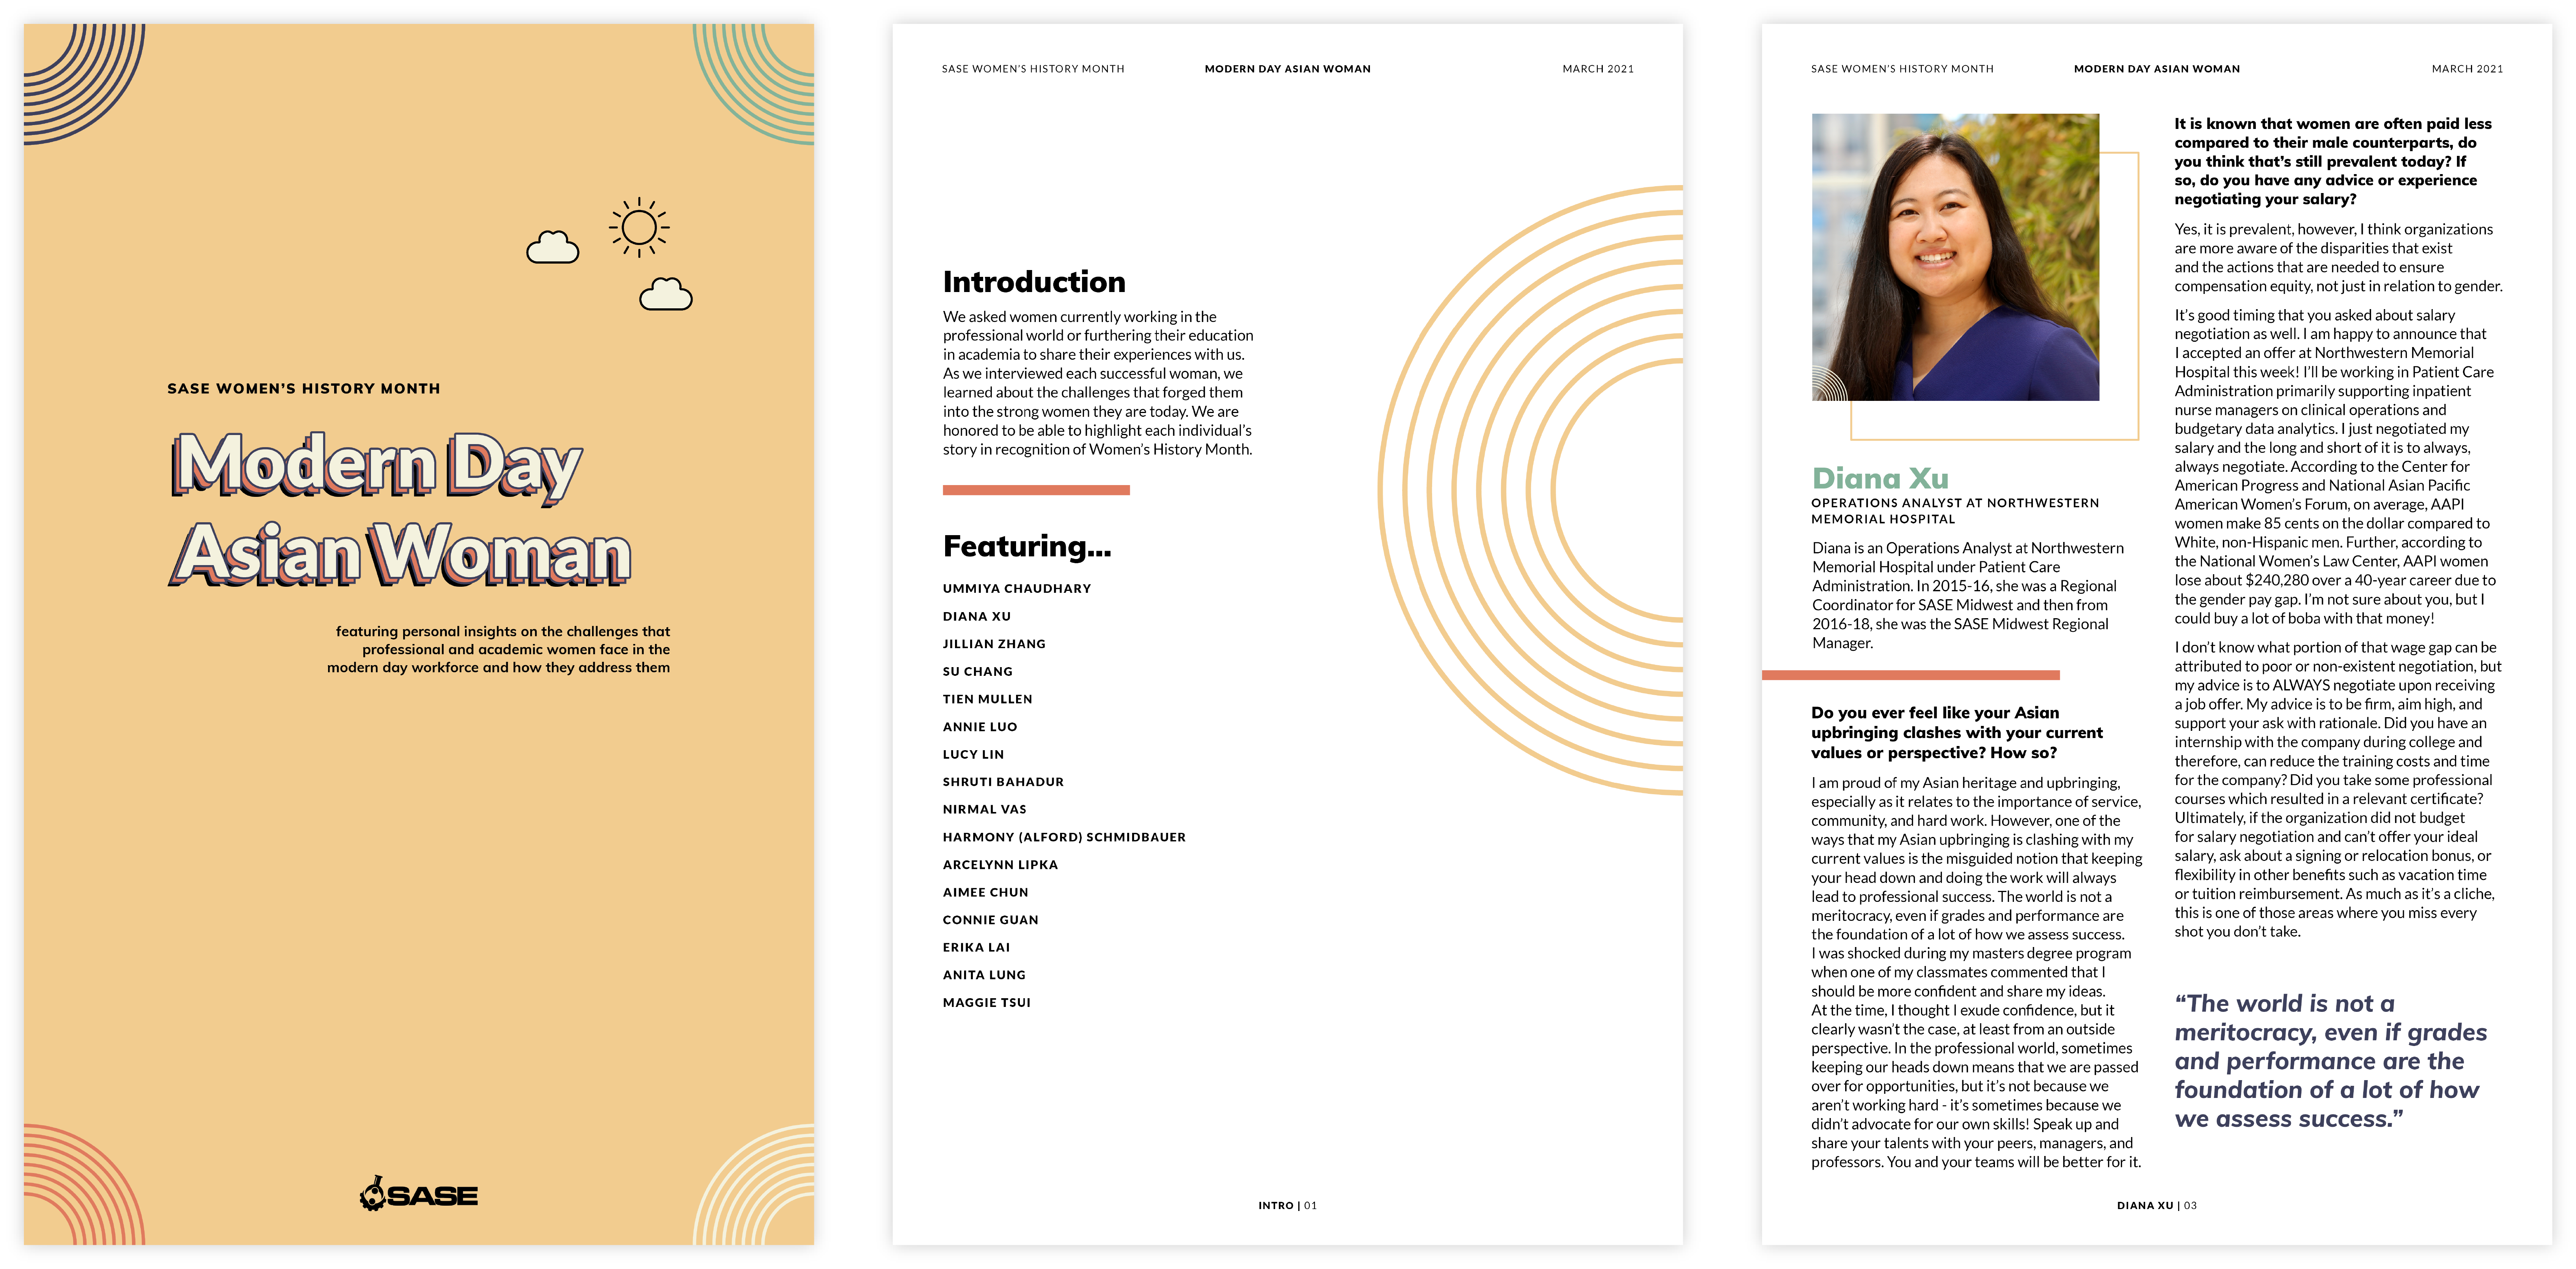 SASE WOMEN'S HISTORY MONTH
Modern Day
Asian Woman
featuring personal insights on the challenges that
professional and academic women face in the
modern day workforce and how they address them
SASE
SASE WOMEN'S HISTORY MONTH
MODERN DAY ASIAN WOMAN
MARCH 2021
Introduction
We asked women currently working in the
professional world or furthering their education
in academia to share their experiences with us.
As we interviewed each successful woman, we
learned about the challenges that forged them
into the strong women they are today. We are
honored to be able to highlight each individual's
story in recognition of Women's History Month.
Featuring...
UMMIYA CHAUDHARY
DIANA XU
JILLIAN ZHANG
SU CHANG
TIEN MULLEN
ANNIE LUO
LUCY LIN
SHRUTI BAHADUR
NIRMAL VAS
HARMONY (ALFORD) SCHMIDBAUER
ARCELYNN LIPKA
AIMEE CHUN
CONNIE GUAN
ERIKA LAI
ANITA LUNG
MAGGIE TSUI
INTRO | 01
SASE WOMEN'S HISTORY MONTH
MODERN DAY ASIAN WOMAN
MARCH 2021
Diana Xu
OPERATIONS ANALYST AT NORTHWESTERN
MEMORIAL HOSPITAL
Diana is an Operations Analyst at Northwestern
Memorial Hospital under Patient Care
Administration. In 2015-16, she was a Regional
Coordinator for SASE Midwest and then from
2016-18, she was the SASE Midwest Regional
Manager.
Do you ever feel like your Asian
upbringing clashes with your current
values or perspective? How so?
I am proud of my Asian heritage and upbringing,
especially as it relates to the importance of service,
community, and hard work. However, one of the
ways that my Asian upbringing is clashing with my
current values is the misguided notion that keeping
your head down and doing the work will always
lead to professional success. The world is not a
meritocracy, even if grades and performance are
the foundation of a lot of how we assess success.
I was shocked during my masters degree program
when one of my classmates commented that I
should be more confident and share my ideas.
At the time, I thought I exude confidence, but it
clearly wasn't the case, at least from an outside
perspective. In the professional world, sometimes
keeping our heads down means that we are passed
over for opportunities, but it's not because we
aren't working hard - it's sometimes because we
didn't advocate for our own skills! Speak up and
share your talents with your peers, managers, and
professors. You and your teams will be better for it.
It is known that women are often paid less
compared to their male counterparts, do
you think that's still prevalent today? If
so, do you have any advice or experience
negotiating your salary?
Yes, it is prevalent, however, I think organizations
are more aware of the disparities that exist
and the actions that are needed to ensure
compensation equity, not just in relation to gender.
It's good timing that you asked about salary
negotiation as well. I am happy to announce that
I accepted an offer at Northwestern Memorial
Hospital this week! I'll be working in Patient Care
Administration primarily supporting inpatient
nurse managers on clinical operations and
budgetary data analytics. I just negotiated my
salary and the long and short of it is to always,
always negotiate. According to the Center for
American Progress and National Asian Pacific
American Women's Forum, on average, AAPI
women make 85 cents on the dollar compared to
White, non-Hispanic men. Further, according to
the National Women's Law Center, AAPI women
lose about $240,280 over a 40-year career due to
the gender pay gap. I'm not sure about you, but I
could buy a lot of boba with that money!
I don't know what portion of that wage gap can be
attributed to poor or non-existent negotiation, but
my advice is to ALWAYS negotiate upon receiving
a job offer. My advice is to be firm, aim high, and
support your ask with rationale. Did you have an
internship with the company during college and
therefore, can reduce the training costs and time
for the company? Did you take some professional
courses which resulted in a relevant certificate?
Ultimately, if the organization did not budget
for salary negotiation and can't offer your ideal
salary, ask about a signing or relocation bonus, or
flexibility in other benefits such as vacation time
or tuition reimbursement. As much as it's a cliche,
this is one of those areas where you miss every
shot you don't take.
"The world is not a
meritocracy, even if grades
and performance are the
foundation of a lot of how
we assess success."
DIANA XU | 03